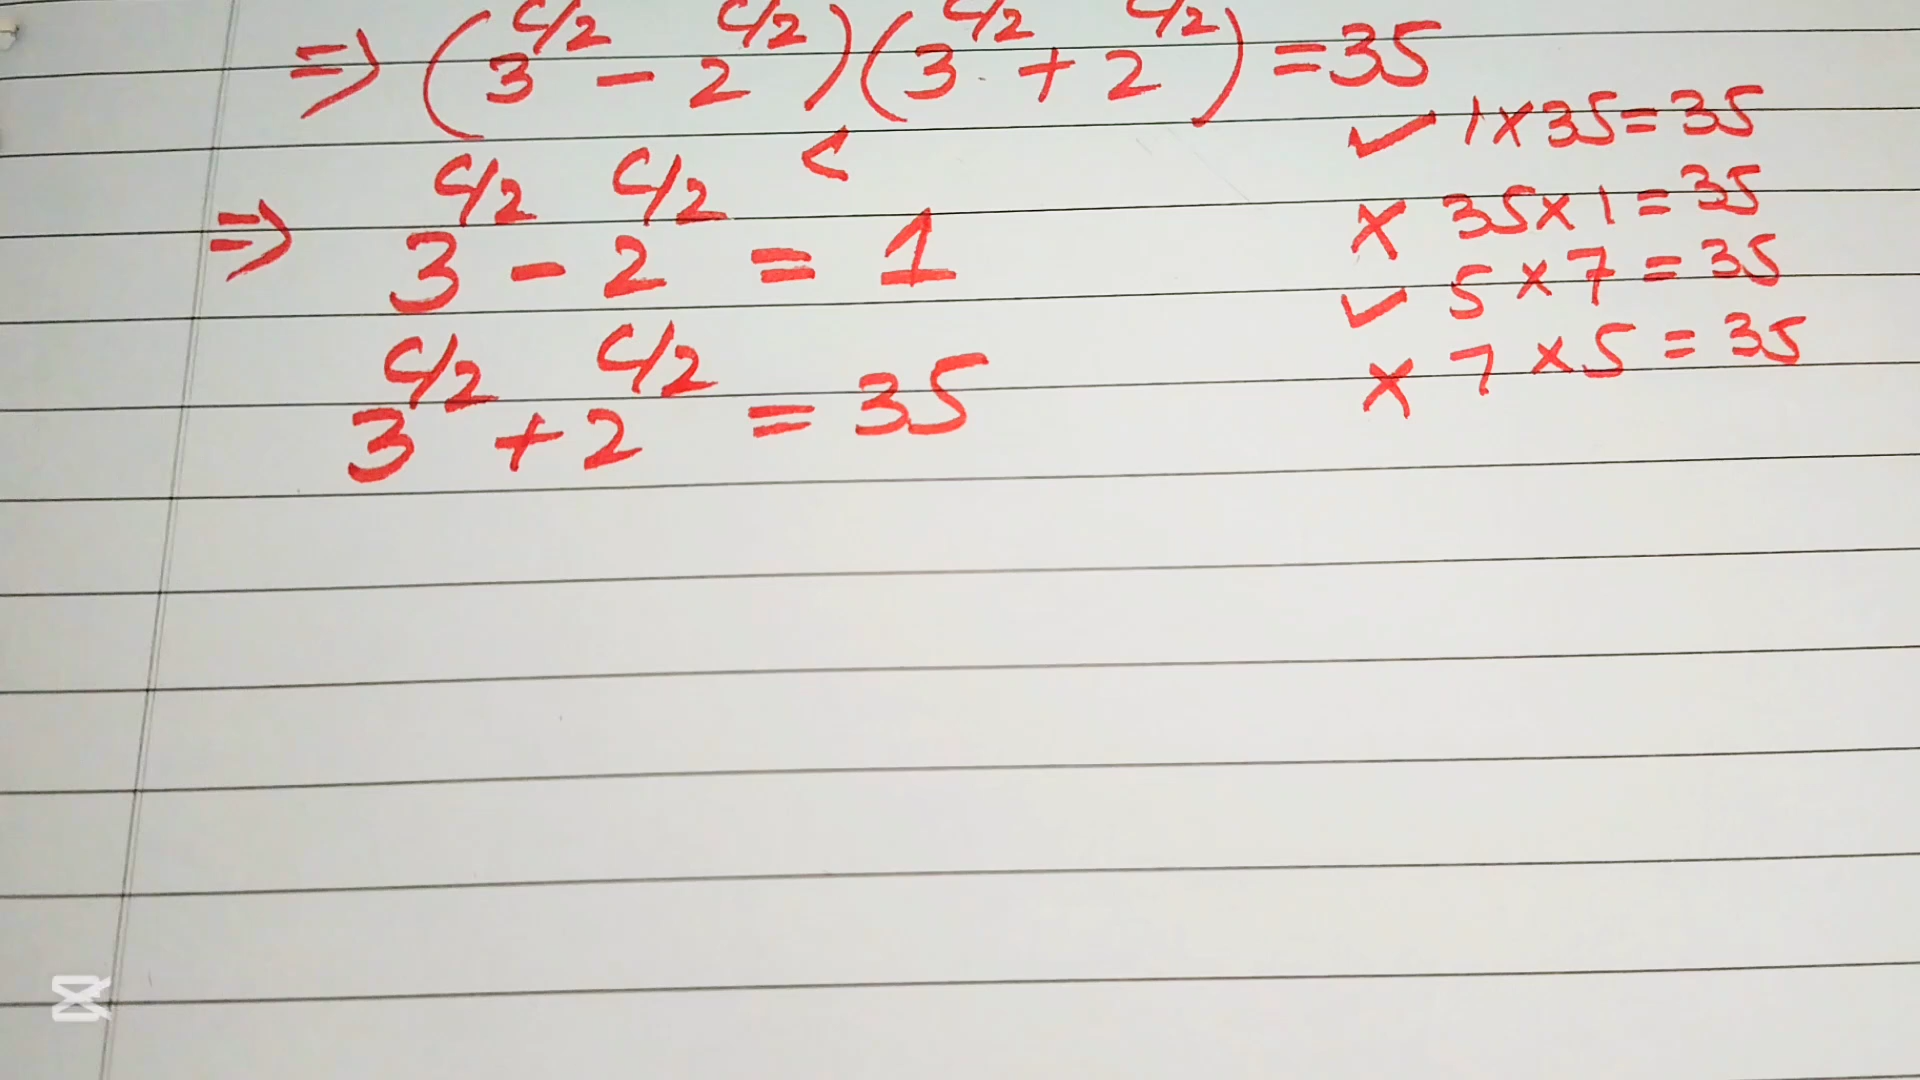 ⇒ (3^(c/2) − 2^(c/2))(3^(c/2) + 2^(c/2)) = 35
<
⇒ 3^(c/2) − 2^(c/2) = 1
3^(c/2) + 2^(c/2) = 35
✓ 1×35=35
× 35×1=35
✓ 5×7=35
× 7×5=35